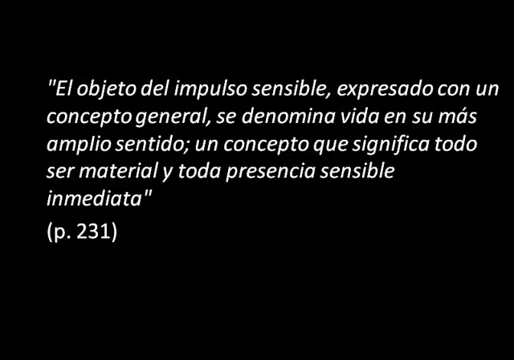 "El objeto del impulso sensible, expresado con un
concepto general, se denomina vida en su más
amplio sentido; un concepto que significa todo
ser material y toda presencia sensible
inmediata"
(p. 231)